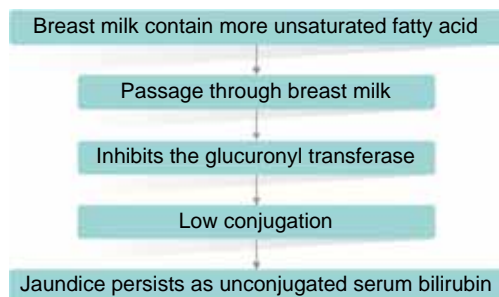 Breast milk contain more unsaturated fatty acid
Passage through breast milk
Inhibits the glucuronyl transferase
Low conjugation
Jaundice persists as unconjugated serum bilirubin